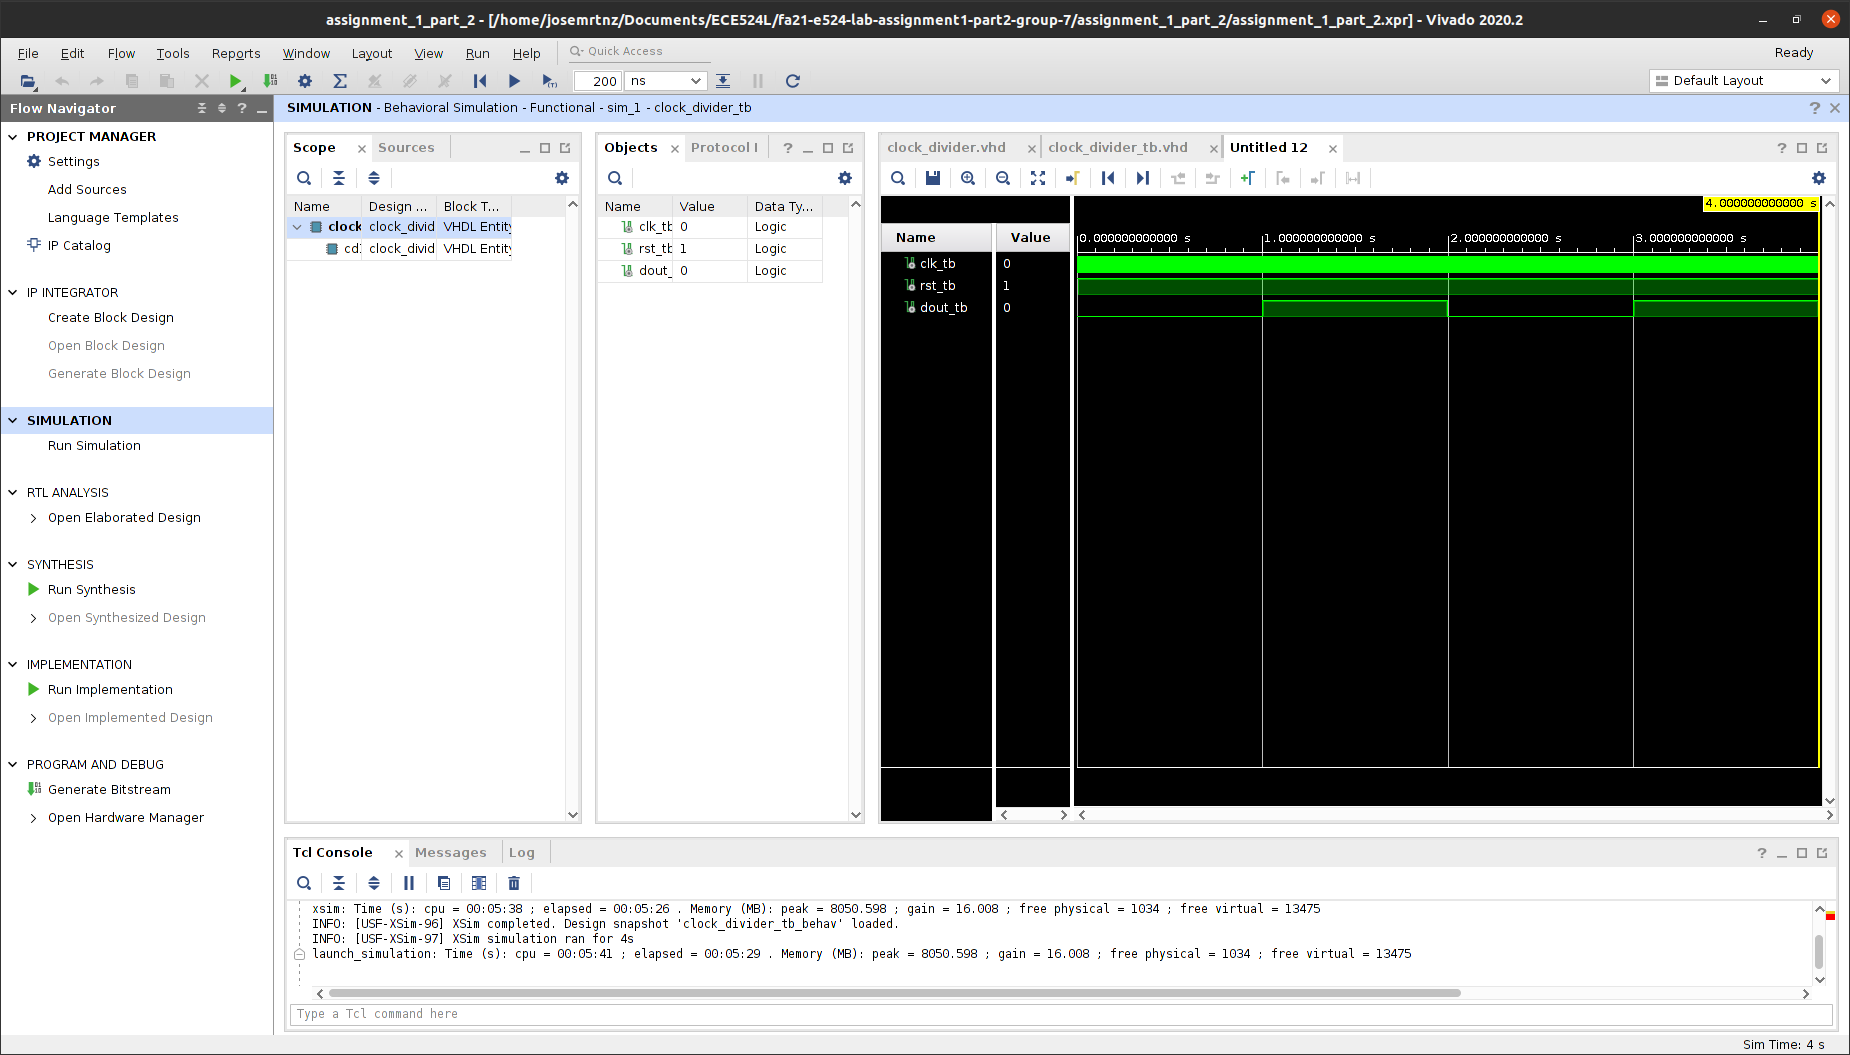 assignment_1_part_2 - [/home/josemrtnz/Documents/ECE524L/fa21-e524-lab-assignment1-part2-group-7/assignment_1_part_2/assignment_1_part_2.xpr] - Vivado 2020.2
File Edit Flow Tools Reports Window Layout View Run Help Quick Access Ready
200 ns Default Layout
Flow Navigator
SIMULATION - Behavioral Simulation - Functional - sim_1 - clock_divider_tb
PROJECT MANAGER
Settings
Add Sources
Language Templates
IP Catalog
IP INTEGRATOR
Create Block Design
Open Block Design
Generate Block Design
SIMULATION
Run Simulation
RTL ANALYSIS
Open Elaborated Design
SYNTHESIS
Run Synthesis
Open Synthesized Design
IMPLEMENTATION
Run Implementation
Open Implemented Design
PROGRAM AND DEBUG
Generate Bitstream
Open Hardware Manager
Scope Sources
Name Design ... Block T...
clock clock_divid VHDL Entity
cd: clock_divid VHDL Entity
Objects Protocol I
Name Value Data Ty...
clk_tb 0 Logic
rst_tb 1 Logic
dout_ 0 Logic
clock_divider.vhd clock_divider_tb.vhd Untitled 12
4.000000000000 s
Name Value 0.000000000000 s 1.000000000000 s 2.000000000000 s 3.000000000000 s
clk_tb 0
rst_tb 1
dout_tb 0
Tcl Console Messages Log
xsim: Time (s): cpu = 00:05:38 ; elapsed = 00:05:26 . Memory (MB): peak = 8050.598 ; gain = 16.008 ; free physical = 1034 ; free virtual = 13475
INFO: [USF-XSim-96] XSim completed. Design snapshot 'clock_divider_tb_behav' loaded.
INFO: [USF-XSim-97] XSim simulation ran for 4s
launch_simulation: Time (s): cpu = 00:05:41 ; elapsed = 00:05:29 . Memory (MB): peak = 8050.598 ; gain = 16.008 ; free physical = 1034 ; free virtual = 13475
Type a Tcl command here
Sim Time: 4 s